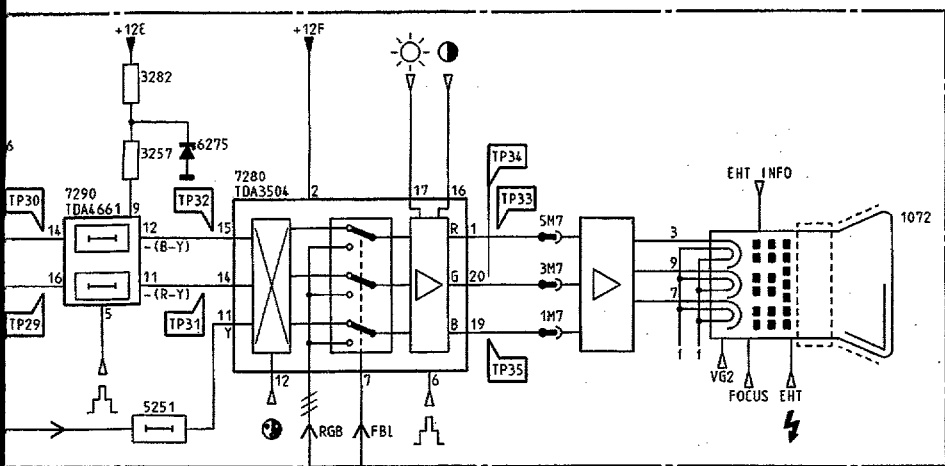 +12E
+12F
3282
3257
6275
6
7290
TDA4661
9
TP30
TP32
7280
TDA3504
2
17
16
TP34
TP33
EHT INFO
1072
14
12
-(B-Y)
15
R
1
5M7
3
16
11
-(R-Y)
14
G
20
3M7
9
TP29
5
TP31
11
Y
B
19
1M7
7
TP35
f
f
VG2
12
7
6
FOCUS
EHT
5251
RGB
FBL